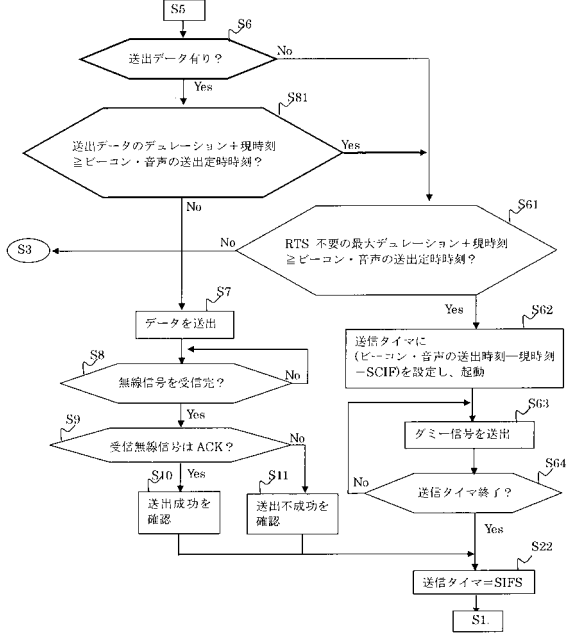 S5
S6
送出データ有り？
No
Yes
S81
送出データのデュレーション＋現時刻
≧ビーコン・音声の送出定時時刻？
Yes
No
S61
RTS 不要の最大デュレーション＋現時刻
≧ビーコン・音声の送出定時時刻？
No
S3
Yes
S7
データを送出
S62
送信タイマに
(ビーコン・音声の送出時刻―現時刻
－SCIF)を設定し、起動
S8
無線信号を受信完？
No
Yes
S63
ダミー信号を送出
S9
受信無線信号は ACK？
No
Yes
S64
送信タイマ終了？
No
Yes
S10
送出成功を
確認
S11
送出不成功を
確認
S22
送信タイマ＝SIFS
S1.